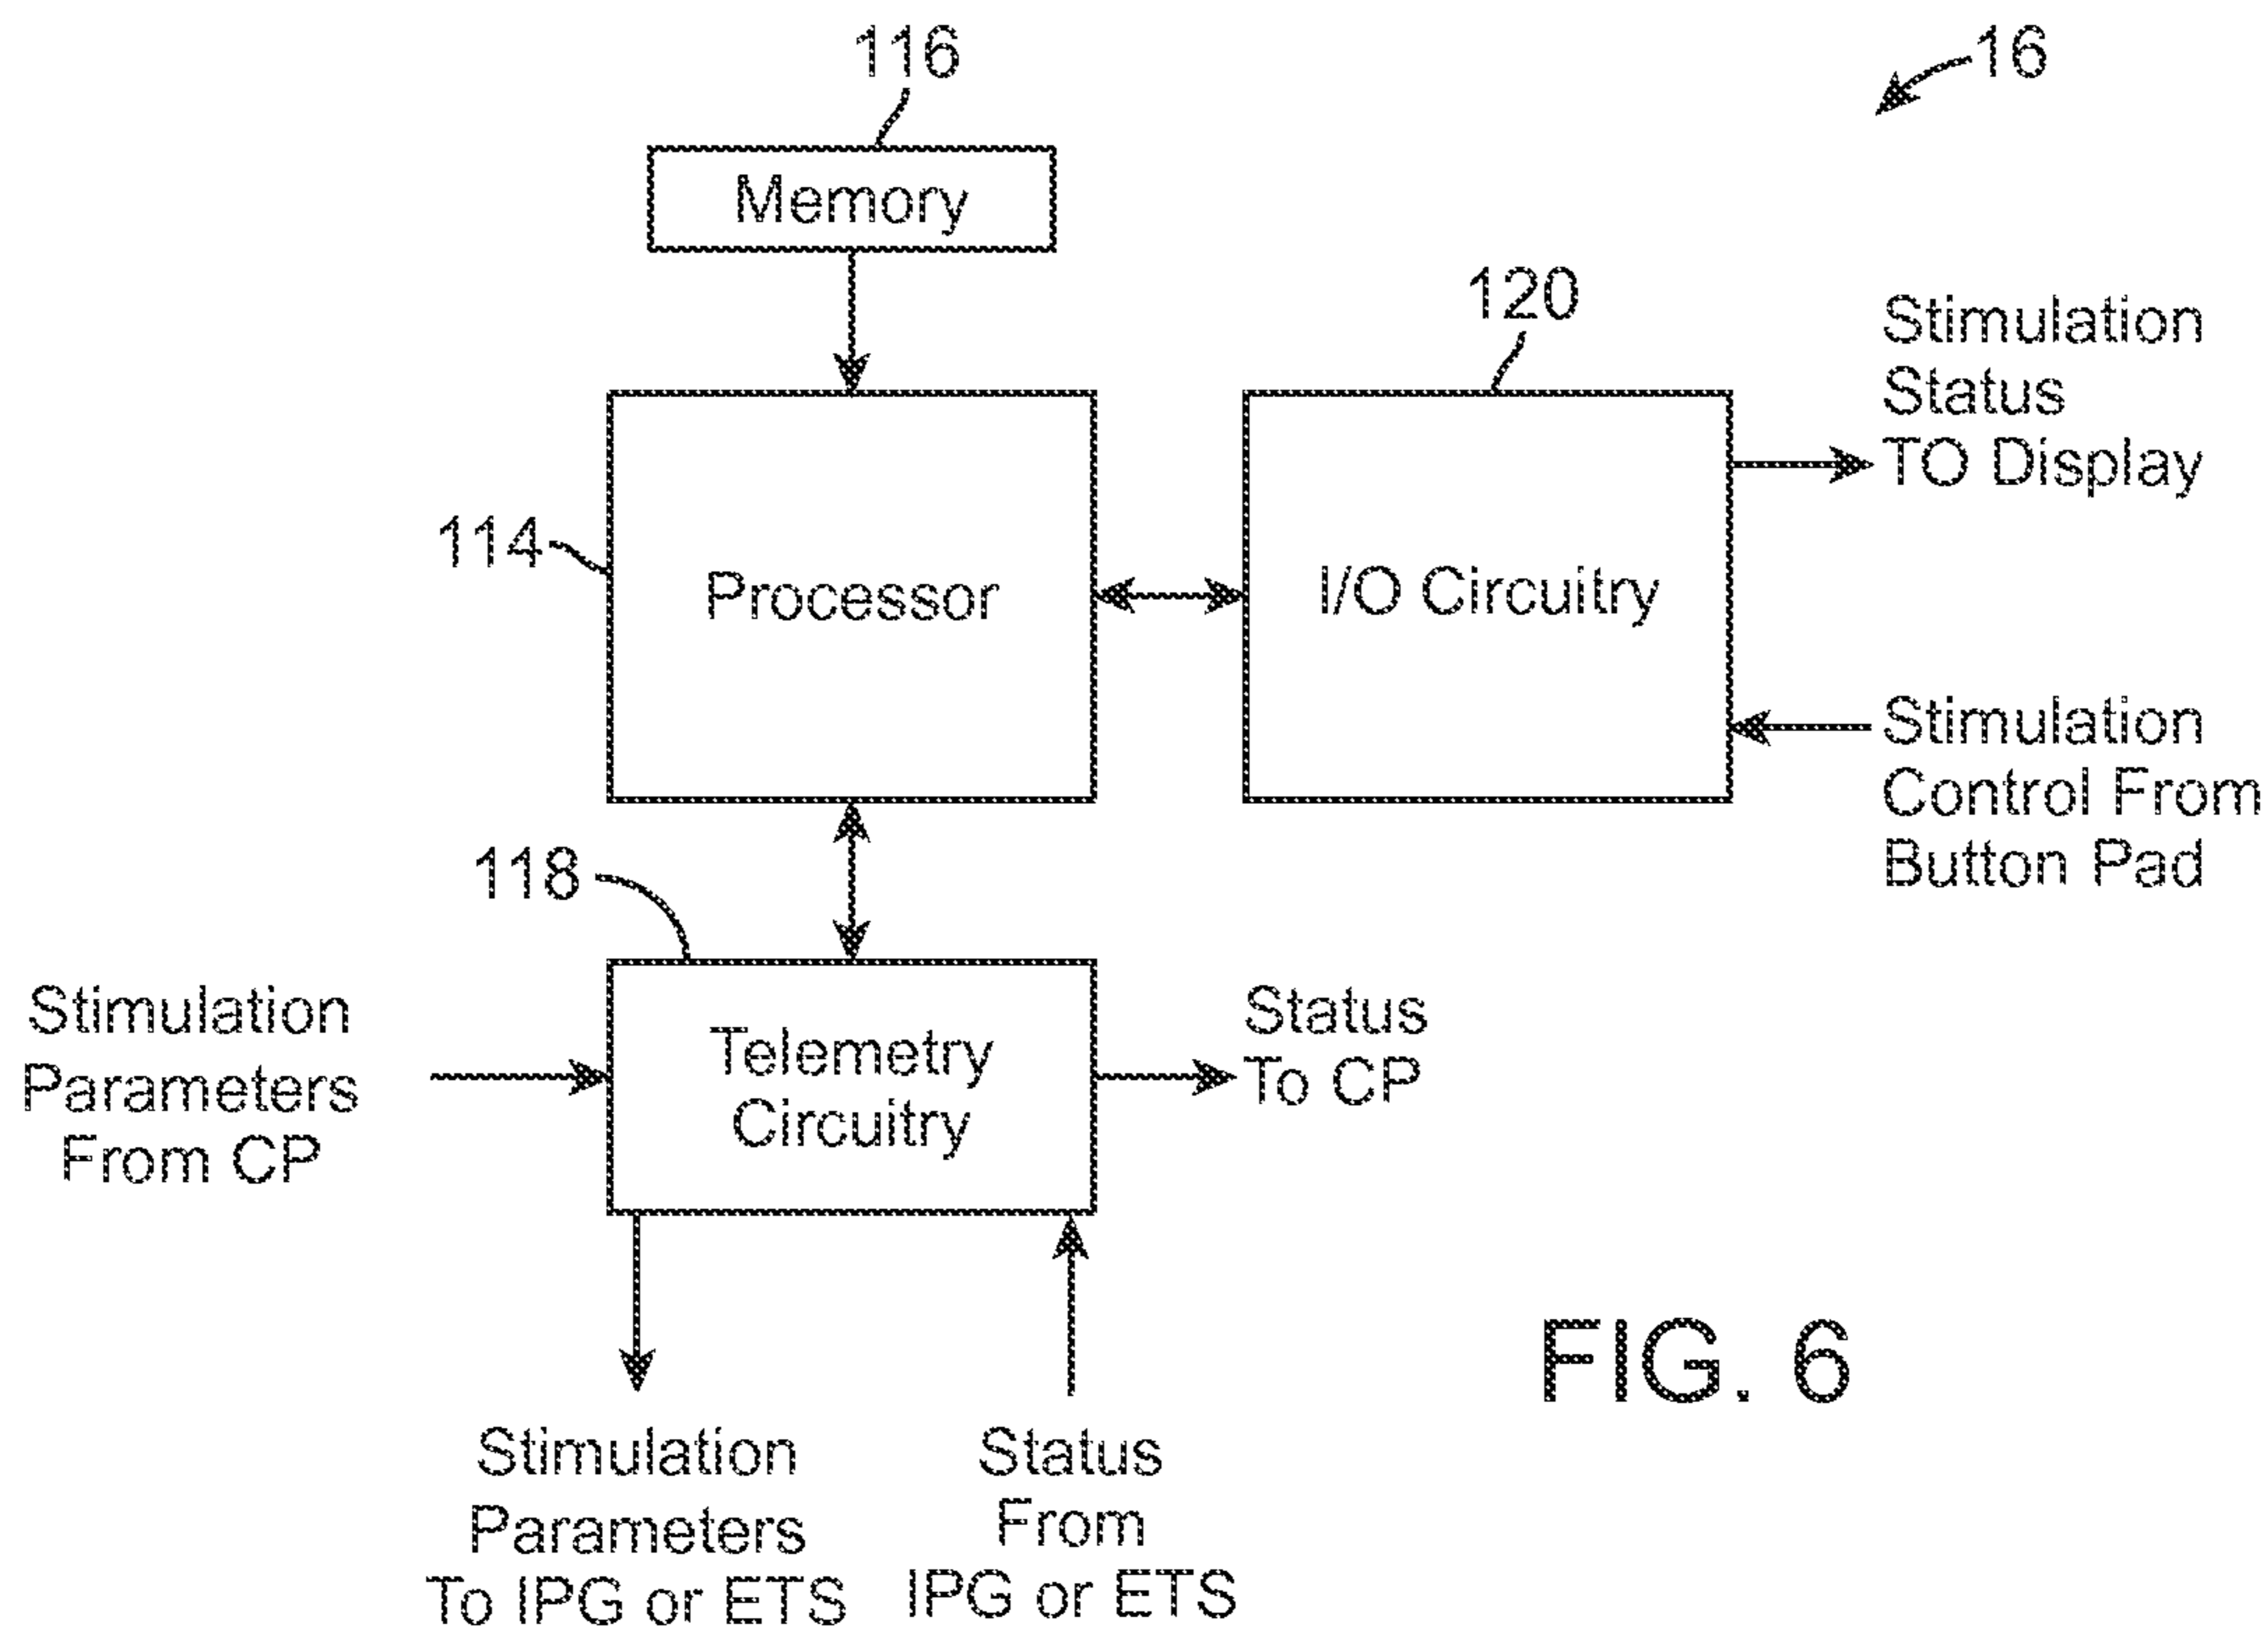 116
16
Memory
120
Stimulation
Status
TO Display
114
Processor
I/O Circuitry
Stimulation
Control From
Button Pad
118
Stimulation
Parameters
From CP
Telemetry
Circuitry
Status
To CP
Stimulation
Parameters
To IPG or ETS
Status
From
IPG or ETS
FIG. 6